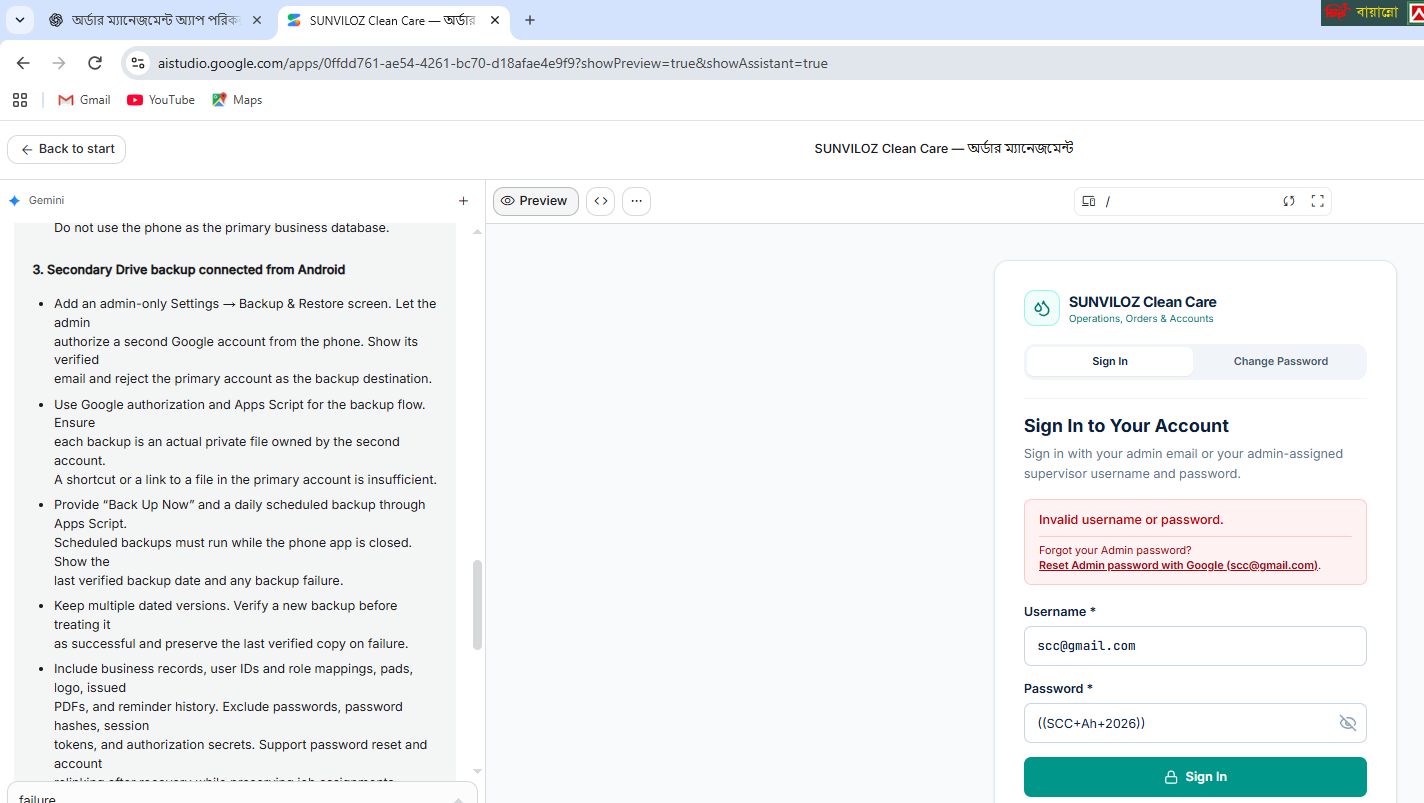 অর্ডার ম্যানেজমেন্ট অ্যাপ পরিক
SUNVILOZ Clean Care — অর্ডার
বায়ান্নো
aistudio.google.com/apps/0ffdd761-ae54-4261-bc70-d18afae4e9f9?showPreview=true&showAssistant=true
Gmail
YouTube
Maps
Back to start
SUNVILOZ Clean Care — অর্ডার ম্যানেজমেন্ট
Gemini
Do not use the phone as the primary business database.
3. Secondary Drive backup connected from Android
Add an admin-only Settings → Backup & Restore screen. Let the
admin
authorize a second Google account from the phone. Show its
verified
email and reject the primary account as the backup destination.
Use Google authorization and Apps Script for the backup flow.
Ensure
each backup is an actual private file owned by the second
account.
A shortcut or a link to a file in the primary account is insufficient.
Provide “Back Up Now” and a daily scheduled backup through
Apps Script.
Scheduled backups must run while the phone app is closed.
Show the
last verified backup date and any backup failure.
Keep multiple dated versions. Verify a new backup before
treating it
as successful and preserve the last verified copy on failure.
Include business records, user IDs and role mappings, pads,
logo, issued
PDFs, and reminder history. Exclude passwords, password
hashes, session
tokens, and authorization secrets. Support password reset and
account
relinking after recovery while preserving job assignments
failure
Preview
/
SUNVILOZ Clean Care
Operations, Orders & Accounts
Sign In
Change Password
Sign In to Your Account
Sign in with your admin email or your admin-assigned
supervisor username and password.
Invalid username or password.
Forgot your Admin password?
Reset Admin password with Google (scc@gmail.com).
Username *
scc@gmail.com
Password *
((SCC+Ah+2026))
Sign In